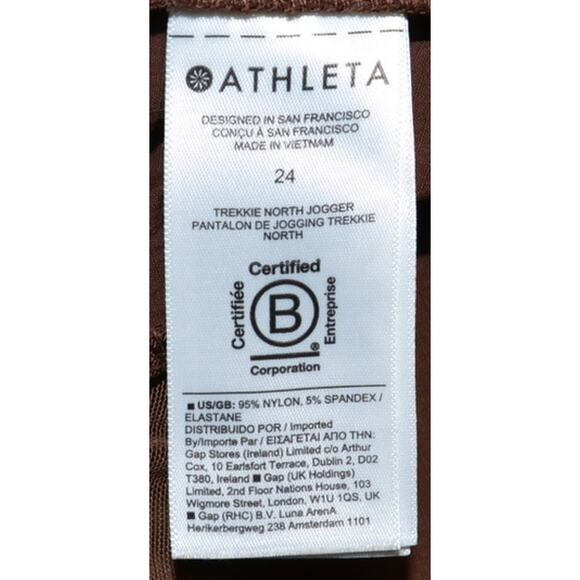 ATHLETA
DESIGNED IN SAN FRANCISCO
CONÇU À SAN FRANCISCO
MADE IN VIETNAM
24
TREKKIE NORTH JOGGER
PANTALON DE JOGGING TREKKIE
NORTH
Certified
Certifiée
B
Entreprise
®
Corporation
■ US/GB: 95% NYLON, 5% SPANDEX /
ELASTANE
DISTRIBUIDO POR / Imported
By/Importe Par / ΕΙΣΑΓΕΤΑΙ ΑΠΟ ΤΗΝ:
Gap Stores (Ireland) Limited c/o Arthur
Cox, 10 Earlsfort Terrace, Dublin 2, D02
T380, Ireland ■ Gap (UK Holdings)
Limited, 2nd Floor Nations House, 103
Wigmore Street, London, W1U 1QS, UK
■ Gap (RHC) B.V. Luna ArenA
Herikerbergweg 238 Amsterdam 1101